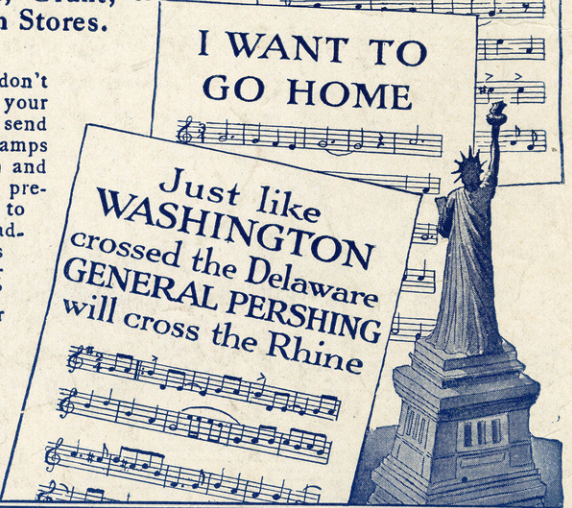 Stores.
don't
your
send
amps
and
pre-
to
ad-
I WANT TO
GO HOME
Just like
WASHINGTON
crossed the Delaware
GENERAL PERSHING
will cross the Rhine